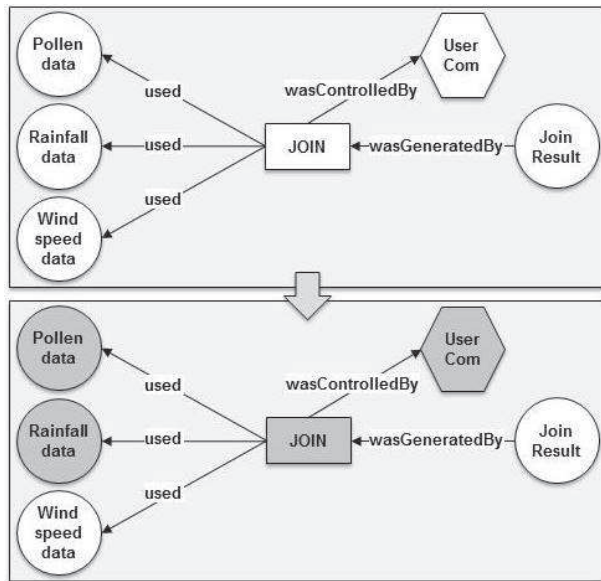 Pollen
data
User
Com
used
wasControlledBy
Rainfall
data
used
JOIN
wasGeneratedBy
Join
Result
used
Wind
speed
data
Pollen
data
User
Com
used
wasControlledBy
Rainfall
data
used
JOIN
wasGeneratedBy
Join
Result
used
Wind
speed
data